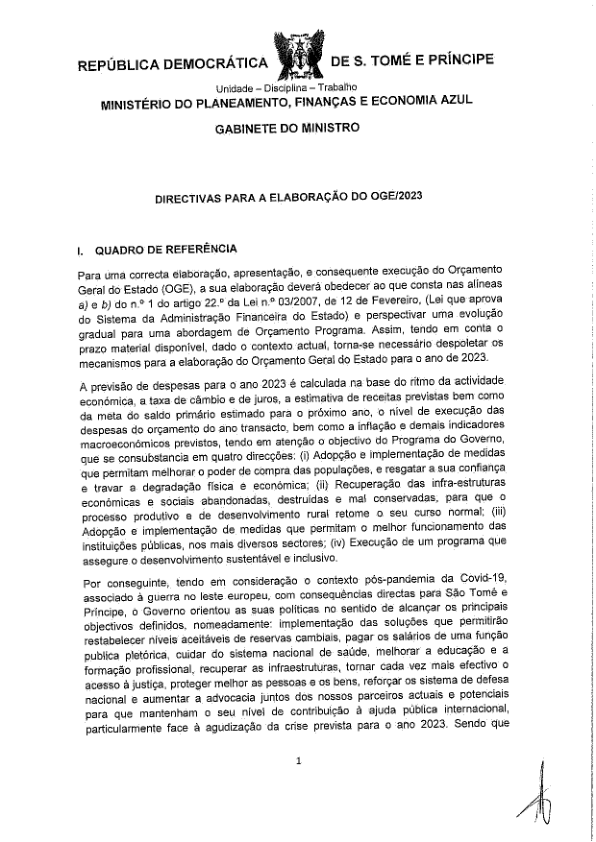 REPÚBLICA DEMOCRÁTICA DE S. TOMÉ E PRÍNCIPE
Unidade – Disciplina – Trabalho
MINISTÉRIO DO PLANEAMENTO, FINANÇAS E ECONOMIA AZUL
GABINETE DO MINISTRO
DIRECTIVAS PARA A ELABORAÇÃO DO OGE/2023
I. QUADRO DE REFERÊNCIA
Para uma correcta elaboração, apresentação, e consequente execução do Orçamento
Geral do Estado (OGE), a sua elaboração deverá obedecer ao que consta nas alíneas
a) e b) do n.º 1 do artigo 22.º da Lei n.º 03/2007, de 12 de Fevereiro, (Lei que aprova
do Sistema da Administração Financeira do Estado) e perspectivar uma evolução
gradual para uma abordagem de Orçamento Programa. Assim, tendo em conta o
prazo material disponível, dado o contexto actual, torna-se necessário despoletar os
mecanismos para a elaboração do Orçamento Geral do Estado para o ano de 2023.
A previsão de despesas para o ano 2023 é calculada na base do ritmo da actividade
económica, a taxa de câmbio e de juros, a estimativa de receitas previstas bem como
da meta do saldo primário estimado para o próximo ano, o nível de execução das
despesas do orçamento do ano transacto, bem como a inflação e demais indicadores
macroeconómicos previstos, tendo em atenção o objectivo do Programa do Governo,
que se consubstancia em quatro direcções: (i) Adopção e implementação de medidas
que permitam melhorar o poder de compra das populações, e resgatar a sua confiança
e travar a degradação física e económica; (ii) Recuperação das infra-estruturas
económicas e sociais abandonadas, destruídas e mal conservadas, para que o
processo produtivo e de desenvolvimento rural retome o seu curso normal; (iii)
Adopção e implementação de medidas que permitam o melhor funcionamento das
instituições públicas, nos mais diversos sectores; (iv) Execução de um programa que
assegure o desenvolvimento sustentável e inclusivo.
Por conseguinte, tendo em consideração o contexto pós-pandemia da Covid-19,
associado à guerra no leste europeu, com consequências directas para São Tomé e
Príncipe, o Governo orientou as suas políticas no sentido de alcançar os principais
objectivos definidos, nomeadamente: implementação das soluções que permitirão
restabelecer níveis aceitáveis de reservas cambiais, pagar os salários de uma função
publica pletórica, cuidar do sistema nacional de saúde, melhorar a educação e a
formação profissional, recuperar as infraestruturas, tornar cada vez mais efectivo o
acesso à justiça, proteger melhor as pessoas e os bens, reforçar os sistema de defesa
nacional e aumentar a advocacia juntos dos nossos parceiros actuais e potenciais
para que mantenham o seu nível de contribuição à ajuda pública internacional,
particularmente face à agudização da crise prevista para o ano 2023. Sendo que
1